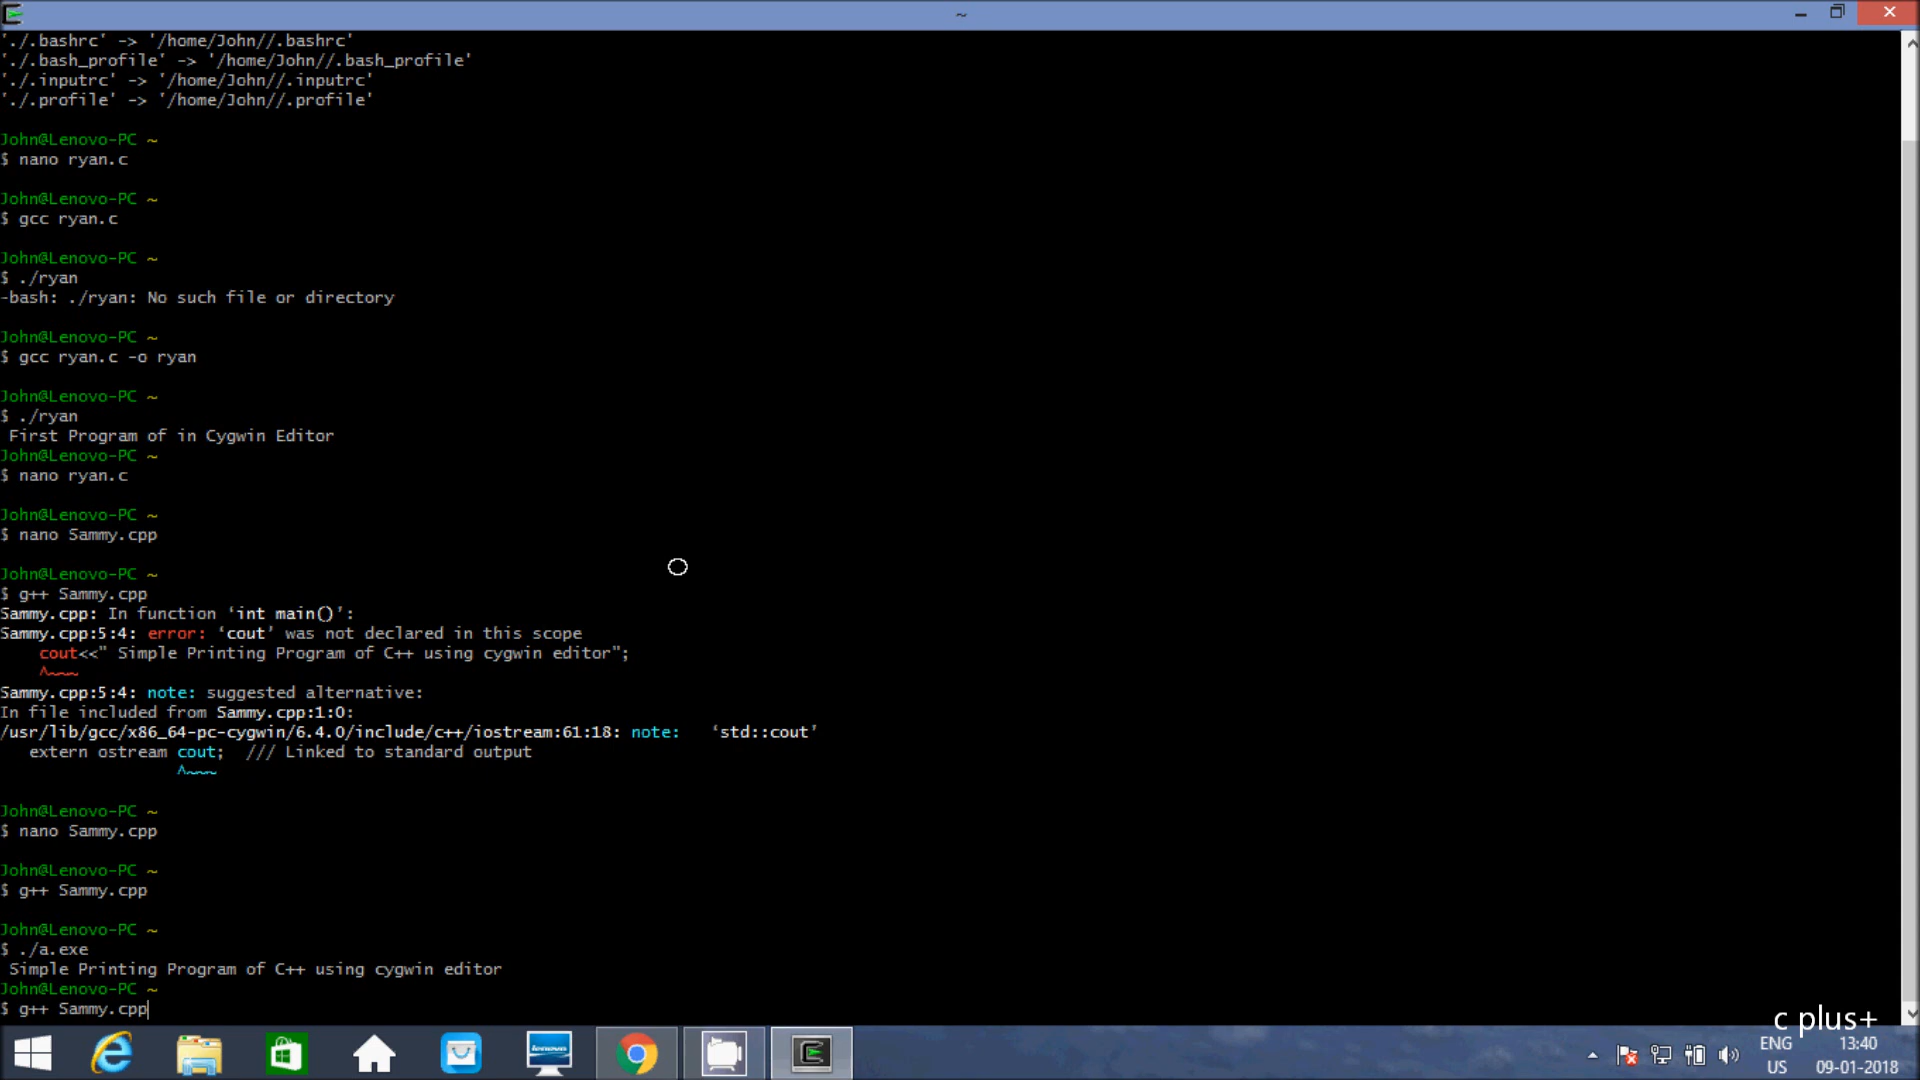 ~
'./.bashrc' -> '/home/John//.bashrc'
'./.bash_profile' -> '/home/John//.bash_profile'
'./.inputrc' -> '/home/John//.inputrc'
'./.profile' -> '/home/John//.profile'
John@Lenovo-PC ~
$ nano ryan.c
John@Lenovo-PC ~
$ gcc ryan.c
John@Lenovo-PC ~
$ ./ryan
-bash: ./ryan: No such file or directory
John@Lenovo-PC ~
$ gcc ryan.c -o ryan
John@Lenovo-PC ~
$ ./ryan
First Program of in Cygwin Editor
John@Lenovo-PC ~
$ nano ryan.c
John@Lenovo-PC ~
$ nano Sammy.cpp
John@Lenovo-PC ~
$ g++ Sammy.cpp
Sammy.cpp: In function ‘int main()’:
Sammy.cpp:5:4: error: ‘cout’ was not declared in this scope
cout<<" Simple Printing Program of C++ using cygwin editor";
^~~~
Sammy.cpp:5:4: note: suggested alternative:
In file included from Sammy.cpp:1:0:
/usr/lib/gcc/x86_64-pc-cygwin/6.4.0/include/c++/iostream:61:18: note:   ‘std::cout’
extern ostream cout;  /// Linked to standard output
^~~~
John@Lenovo-PC ~
$ nano Sammy.cpp
John@Lenovo-PC ~
$ g++ Sammy.cpp
John@Lenovo-PC ~
$ ./a.exe
Simple Printing Program of C++ using cygwin editor
John@Lenovo-PC ~
$ g++ Sammy.cpp
c plus+
ENG
US
13:40
09-01-2018